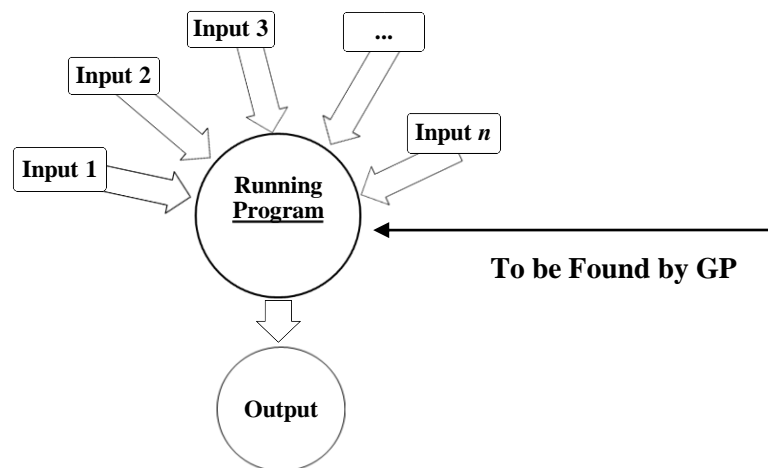 Input 1
Input 2
Input 3
...
Input n
Running
Program
To be Found by GP
Output